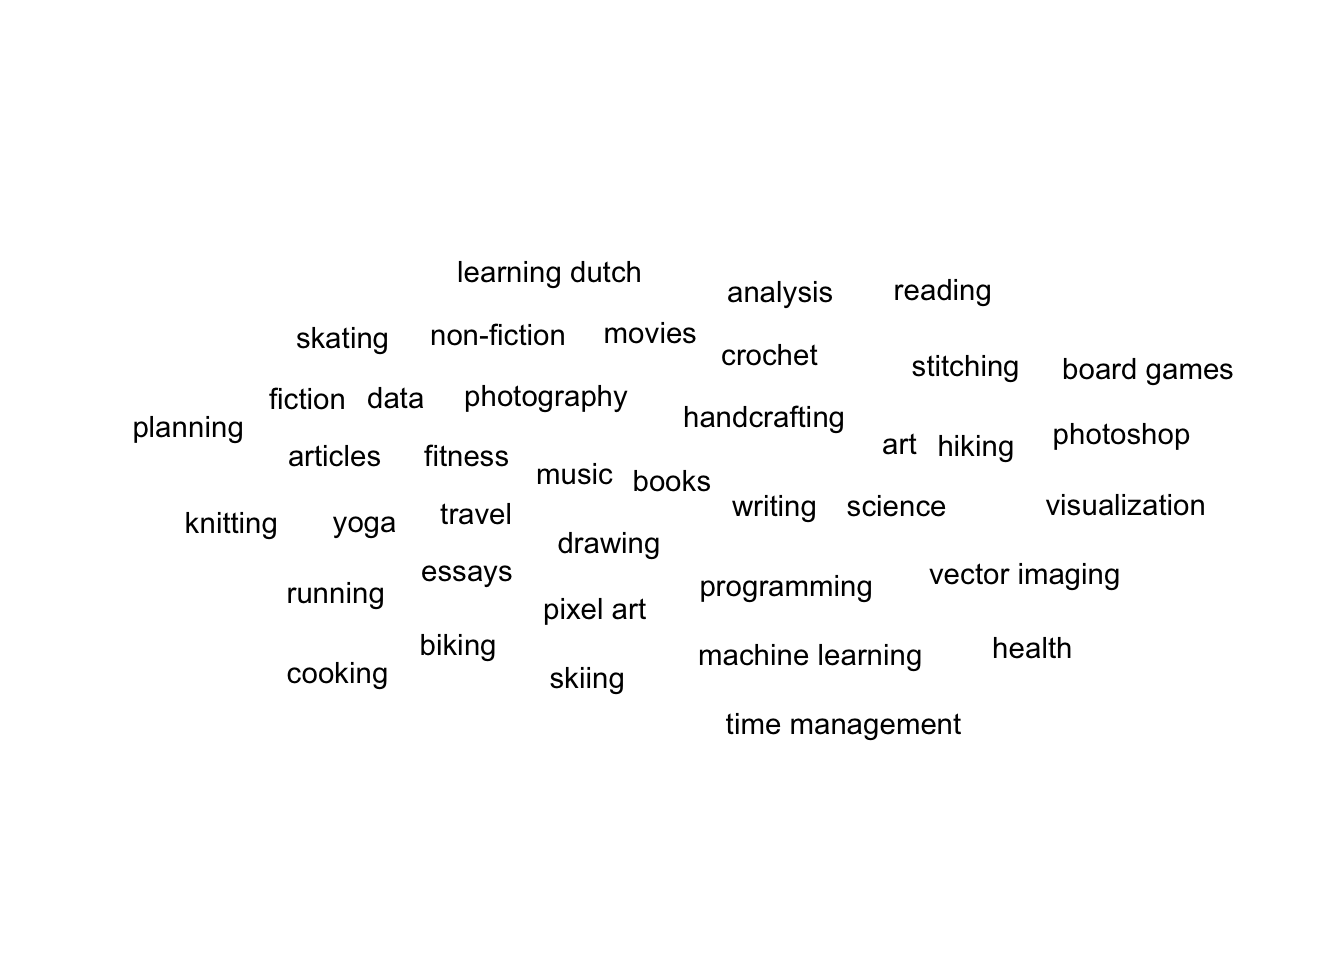 learning dutch
analysis
reading
skating
non-fiction
movies
crochet
stitching
board games
fiction
data
photography
handcrafting
planning
art
hiking
photoshop
articles
fitness
music
books
writing
science
visualization
knitting
yoga
travel
drawing
essays
running
programming
vector imaging
pixel art
biking
machine learning
health
cooking
skiing
time management